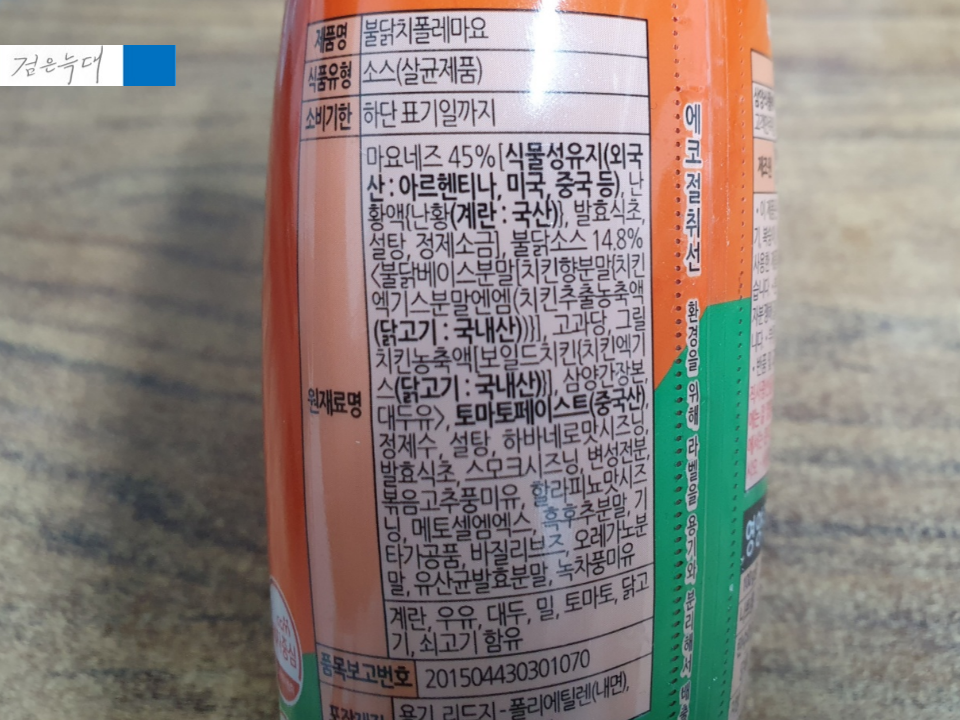 검은늑대
제품명 불닭치폴레마요
식품유형 소스(살균제품)
소비기한 하단 표기일까지
원재료명
마요네즈 45% [식물성유지(외국
산 : 아르헨티나, 미국, 중국 등), 난
황액{난황(계란 : 국산)}, 발효식초,
설탕, 정제소금], 불닭소스 14.8%
<불닭베이스분말[치킨향분말{치킨
엑기스분말엔엠(치킨추출농축액
(닭고기 : 국내산))}], 고과당, 그릴
치킨농축액[보일드치킨{치킨엑기
스(닭고기 : 국내산)}], 삼양간장본,
대두유>, 토마토페이스트(중국산),
정제수, 설탕, 하바네로맛시즈닝,
발효식초, 스모크시즈닝, 변성전분,
볶음고추풍미유, 할라피뇨맛시즈
닝, 메토셀엠엑스, 흑후추분말, 기
타가공품, 바질리브즈, 오레가노분
말, 유산균발효분말, 녹차풍미유
계란, 우유, 대두, 밀, 토마토, 닭고
기, 쇠고기 함유
품목보고번호 201504430301070
포장재질 용기, 리드지 - 폴리에틸렌(내면),
에코절취선 환경을 위해 라벨을 용기와 분리해서 배출